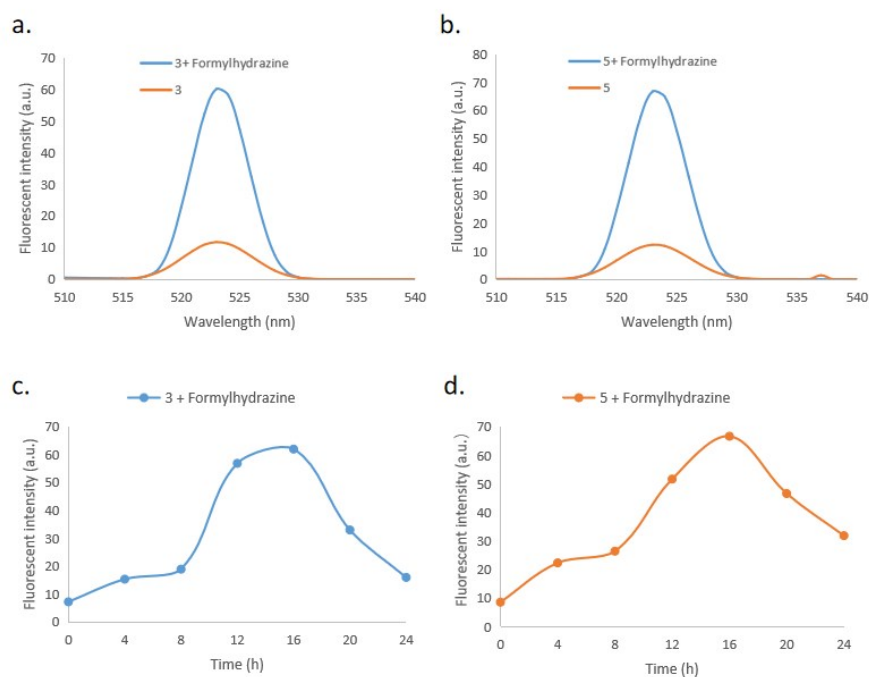 a.
Fluorescent intensity (a.u.)
70
60
50
40
30
20
10
0
3+ Formylhydrazine
3
510 515 520 525 530 535 540
Wavelength (nm)
b.
Fluorescent intensity (a.u.)
80
70
60
50
40
30
20
10
0
5+ Formylhydrazine
5
510 515 520 525 530 535 540
Wavelength (nm)
c.
3 + Formylhydrazine
Fluorescent intensity (a.u.)
70
60
50
40
30
20
10
0
0 4 8 12 16 20 24
Time (h)
d.
5 + Formylhydrazine
Fluorescent intensity (a.u.)
70
60
50
40
30
20
10
0
0 4 8 12 16 20 24
Time (h)